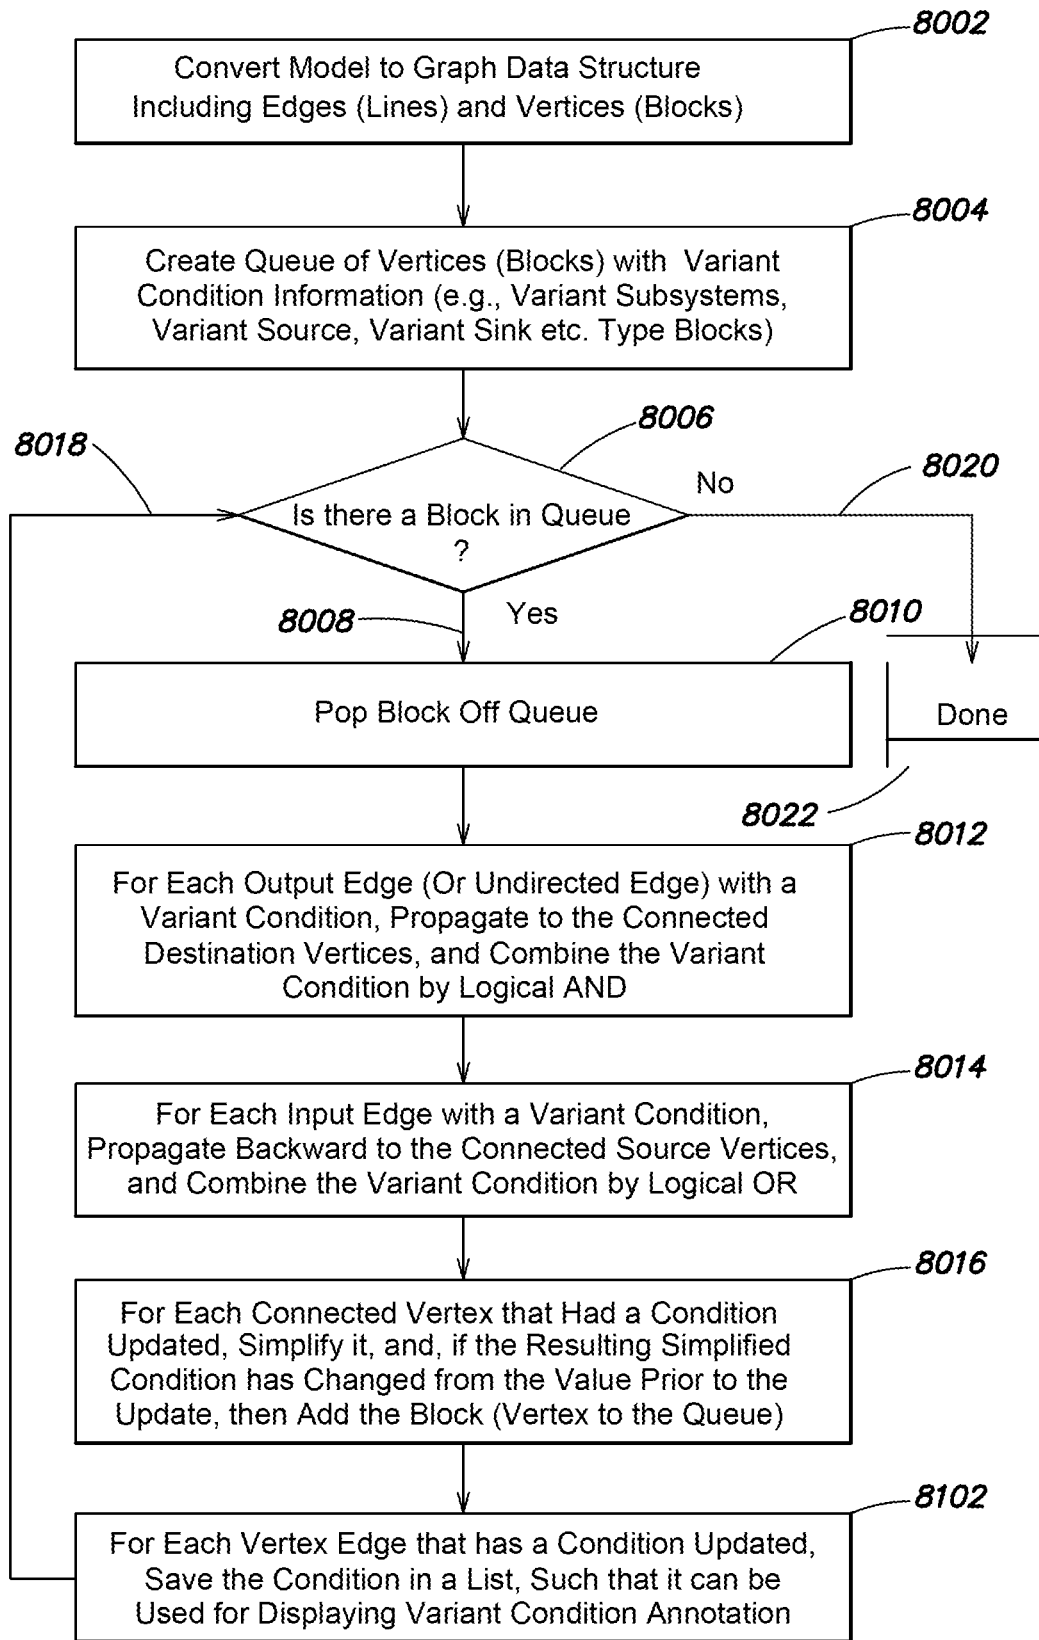 8002
Convert Model to Graph Data Structure
Including Edges (Lines) and Vertices (Blocks)
8004
Create Queue of Vertices (Blocks) with Variant
Condition Information (e.g., Variant Subsystems,
Variant Source, Variant Sink etc. Type Blocks)
8006
8018
8020
No
Is there a Block in Queue
?
8008
Yes
8010
Pop Block Off Queue
Done
8022
8012
For Each Output Edge (Or Undirected Edge) with a
Variant Condition, Propagate to the Connected
Destination Vertices, and Combine the Variant
Condition by Logical AND
8014
For Each Input Edge with a Variant Condition,
Propagate Backward to the Connected Source Vertices,
and Combine the Variant Condition by Logical OR
8016
For Each Connected Vertex that Had a Condition
Updated, Simplify it, and, if the Resulting Simplified
Condition has Changed from the Value Prior to the
Update, then Add the Block (Vertex to the Queue)
8102
For Each Vertex Edge that has a Condition Updated,
Save the Condition in a List, Such that it can be
Used for Displaying Variant Condition Annotation